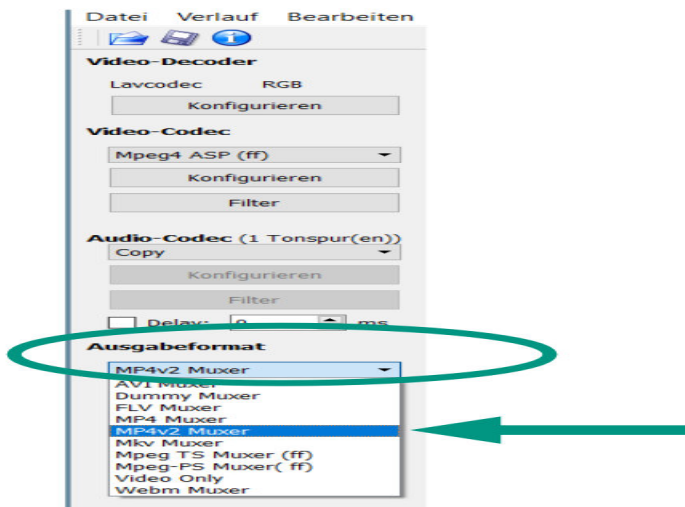 Datei Verlauf Bearbeiten
Video-Decoder
Lavcodec RGB
Konfigurieren
Video-Codec
Mpeg4 ASP (ff)
Konfigurieren
Filter
Audio-Codec (1 Tonspur(en))
Copy
Konfigurieren
Filter
Delay: 0 ms
Ausgabeformat
MP4v2 Muxer
AVI Muxer
Dummy Muxer
FLV Muxer
MP4 Muxer
MP4v2 Muxer
Mkv Muxer
Mpeg TS Muxer (ff)
Mpeg-PS Muxer( ff)
Video Only
Webm Muxer